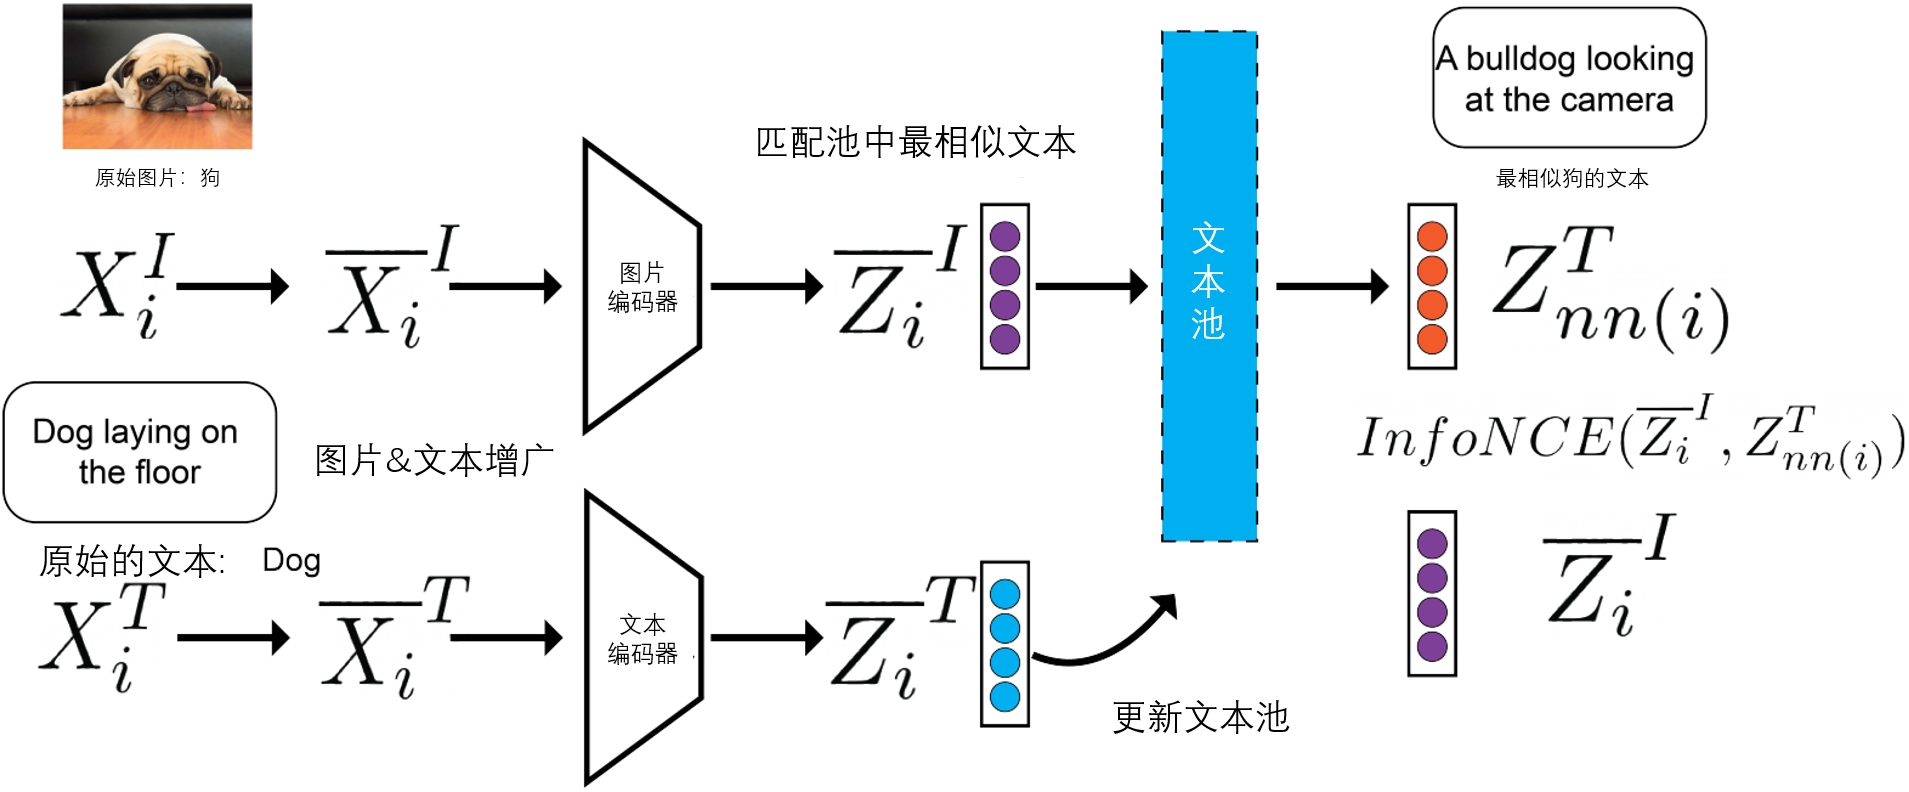 A bulldog looking
at the camera
匹配池中最相似文本
原始图片：狗
最相似狗的文本
X_i^I
\overline{X_i}^I
图片
编码器
\overline{Z_i}^I
文
本
池
Z_{nn(i)}^T
Dog laying on
the floor
图片&文本增广
InfoNCE(\overline{Z_i}^I, Z_{nn(i)}^T)
原始的文本: Dog
X_i^T
\overline{X_i}^T
文本
编码器
\overline{Z_i}^T
\overline{Z_i}^I
更新文本池